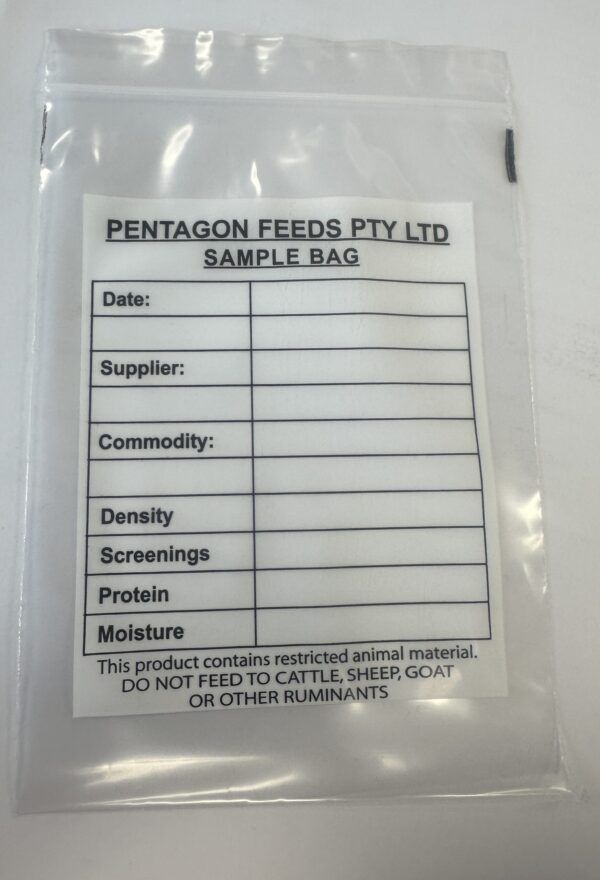 PENTAGON FEEDS PTY LTD
SAMPLE BAG
Date:
Supplier:
Commodity:
Density
Screenings
Protein
Moisture
This product contains restricted animal material.
DO NOT FEED TO CATTLE, SHEEP, GOAT
OR OTHER RUMINANTS